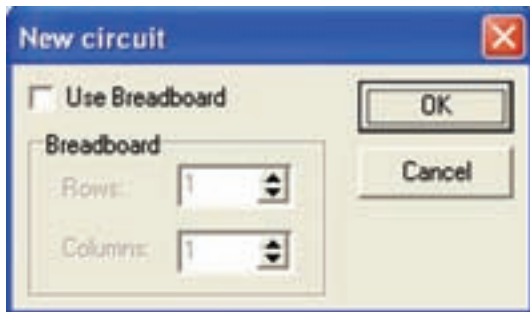 New circuit
Use Breadboard
OK
Breadboard
Rows: 1
Cancel
Columns: 1